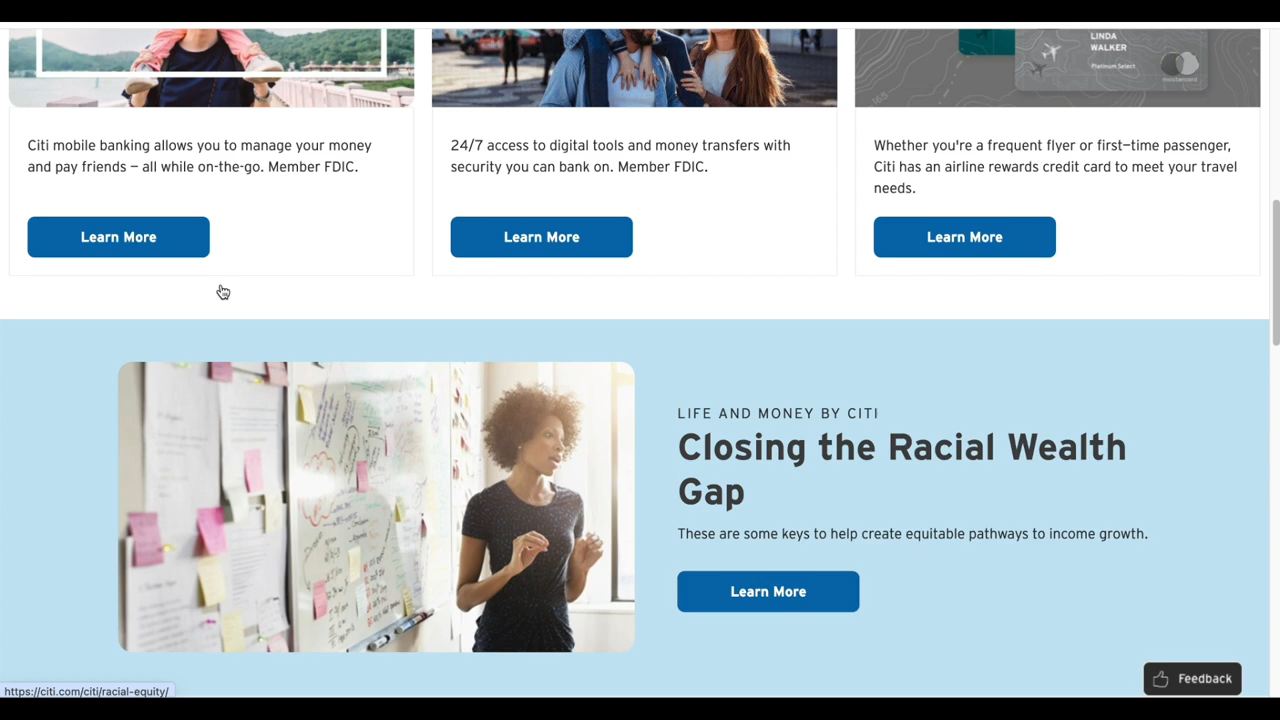 LINDA
WALKER
Platinum Select
mastercard
Citi mobile banking allows you to manage your money
and pay friends – all while on-the-go. Member FDIC.
Learn More
24/7 access to digital tools and money transfers with
security you can bank on. Member FDIC.
Learn More
Whether you're a frequent flyer or first–time passenger,
Citi has an airline rewards credit card to meet your travel
needs.
Learn More
LIFE AND MONEY BY CITI
Closing the Racial Wealth
Gap
These are some keys to help create equitable pathways to income growth.
Learn More
Feedback
https://citi.com/citi/racial-equity/